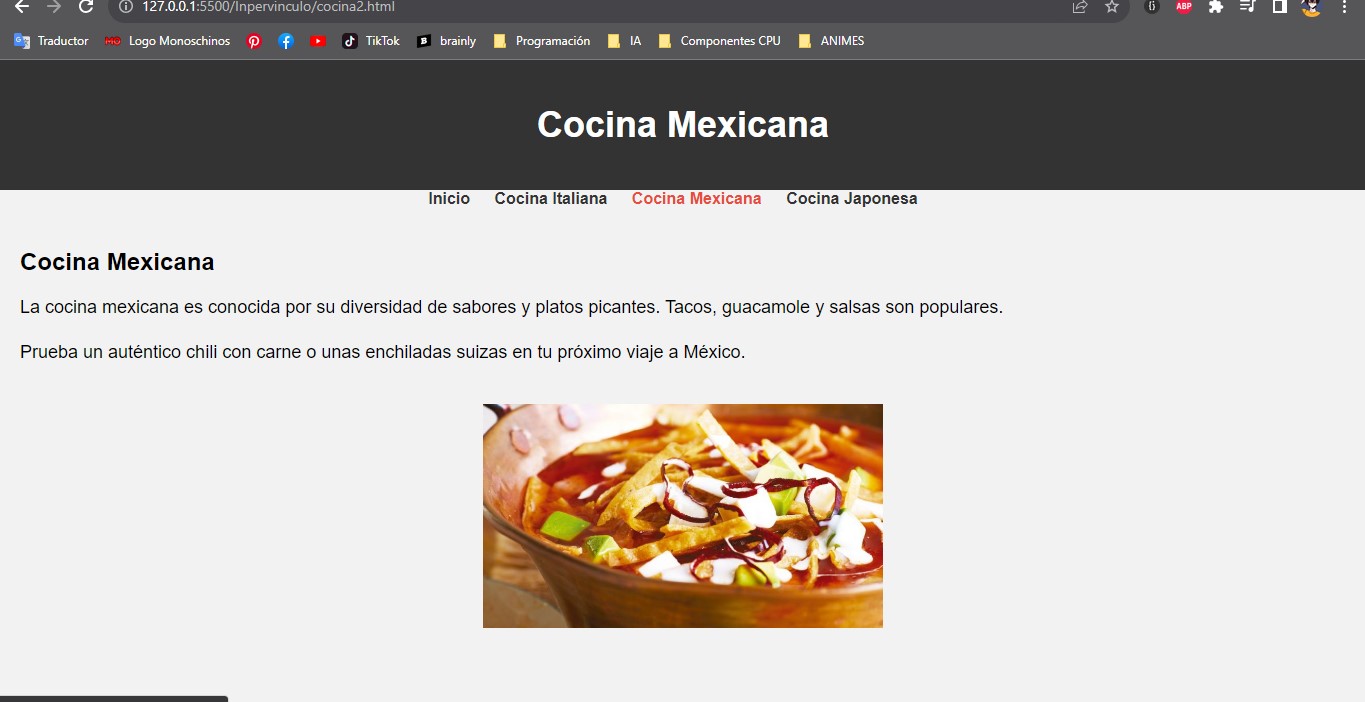 127.0.0.1:5500/Inpervinculo/cocina2.html
ABP
Traductor Logo Monoschinos TikTok brainly Programación IA Componentes CPU ANIMES
Cocina Mexicana
Inicio Cocina Italiana Cocina Mexicana Cocina Japonesa
Cocina Mexicana
La cocina mexicana es conocida por su diversidad de sabores y platos picantes. Tacos, guacamole y salsas son populares.
Prueba un auténtico chili con carne o unas enchiladas suizas en tu próximo viaje a México.